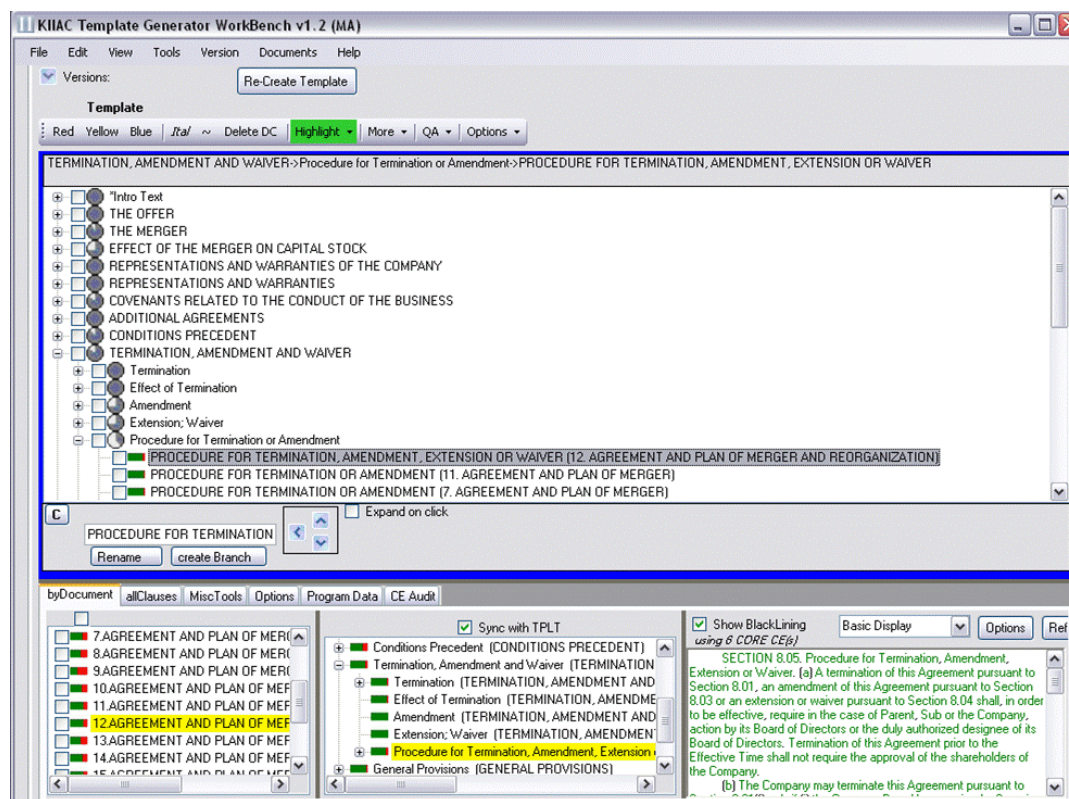 KIIAC Template Generator WorkBench v1.2 (MA)
File Edit View Tools Version Documents Help
Versions: Re-Create Template
Template
Red Yellow Blue Ital ~ Delete DC Highlight More QA Options
TERMINATION, AMENDMENT AND WAIVER->Procedure for Termination or Amendment->PROCEDURE FOR TERMINATION, AMENDMENT, EXTENSION OR WAIVER
"Intro Text
THE OFFER
THE MERGER
EFFECT OF THE MERGER ON CAPITAL STOCK
REPRESENTATIONS AND WARRANTIES OF THE COMPANY
REPRESENTATIONS AND WARRANTIES
COVENANTS RELATED TO THE CONDUCT OF THE BUSINESS
ADDITIONAL AGREEMENTS
CONDITIONS PRECEDENT
TERMINATION, AMENDMENT AND WAIVER
Termination
Effect of Termination
Amendment
Extension; Waiver
Procedure for Termination or Amendment
PROCEDURE FOR TERMINATION, AMENDMENT, EXTENSION OR WAIVER (12. AGREEMENT AND PLAN OF MERGER AND REORGANIZATION)
PROCEDURE FOR TERMINATION OR AMENDMENT (11. AGREEMENT AND PLAN OF MERGER)
PROCEDURE FOR TERMINATION OR AMENDMENT (7. AGREEMENT AND PLAN OF MERGER)
C Expand on click
PROCEDURE FOR TERMINATION
Rename create Branch
byDocument allClauses MiscTools Options Program Data CE Audit
7.AGREEMENT AND PLAN OF MER
8.AGREEMENT AND PLAN OF MER
9.AGREEMENT AND PLAN OF MER
10.AGREEMENT AND PLAN OF MER
11.AGREEMENT AND PLAN OF MER
12.AGREEMENT AND PLAN OF MER
13.AGREEMENT AND PLAN OF MER
14.AGREEMENT AND PLAN OF MER
Sync with TPLT
Conditions Precedent (CONDITIONS PRECEDENT)
Termination, Amendment and Waiver (TERMINATION
Termination (TERMINATION, AMENDMENT AND
Effect of Termination (TERMINATION, AMENDME
Amendment (TERMINATION, AMENDMENT AND
Extension; Waiver (TERMINATION, AMENDMENT
Procedure for Termination, Amendment, Extension
General Provisions (GENERAL PROVISIONS)
Show BlackLining Basic Display Options Ref
using 6 CORE CE(s)
SECTION 8.05. Procedure for Termination, Amendment,
Extension or Waiver. (a) A termination of this Agreement pursuant to
Section 8.01, an amendment of this Agreement pursuant to Section
8.03 or an extension or waiver pursuant to Section 8.04 shall, in order
to be effective, require in the case of Parent, Sub or the Company,
action by its Board of Directors or the duly authorized designee of its
Board of Directors. Termination of this Agreement prior to the
Effective Time shall not require the approval of the shareholders of
the Company.
(b) The Company may terminate this Agreement pursuant to